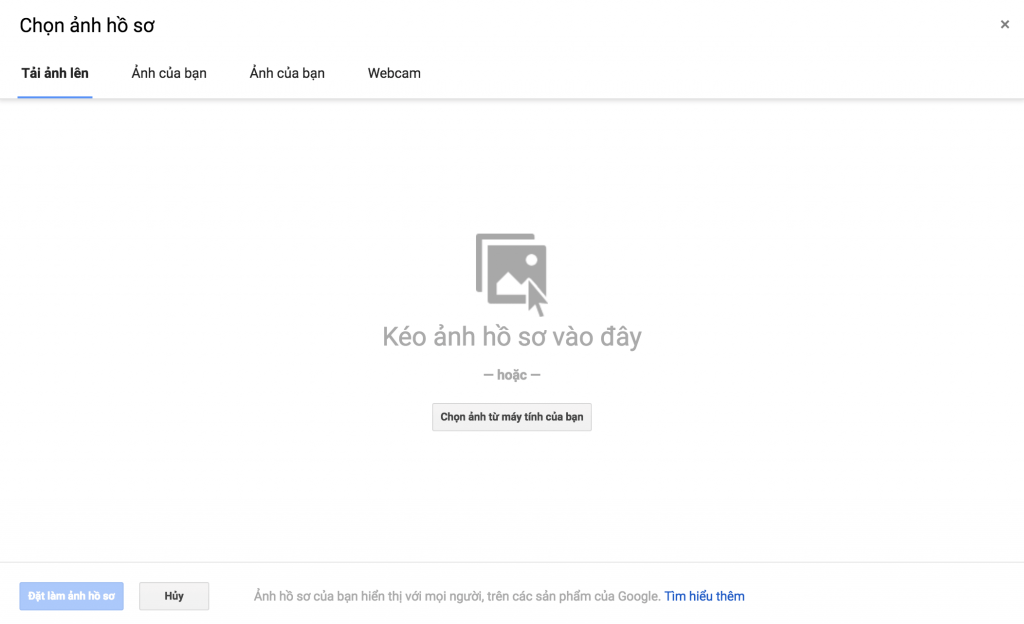 Chọn ảnh hồ sơ
Tải ảnh lên
Ảnh của bạn
Ảnh của bạn
Webcam
Kéo ảnh hồ sơ vào đây
— hoặc —
Chọn ảnh từ máy tính của bạn
Đặt làm ảnh hồ sơ
Hủy
Ảnh hồ sơ của bạn hiển thị với mọi người, trên các sản phẩm của Google. Tìm hiểu thêm